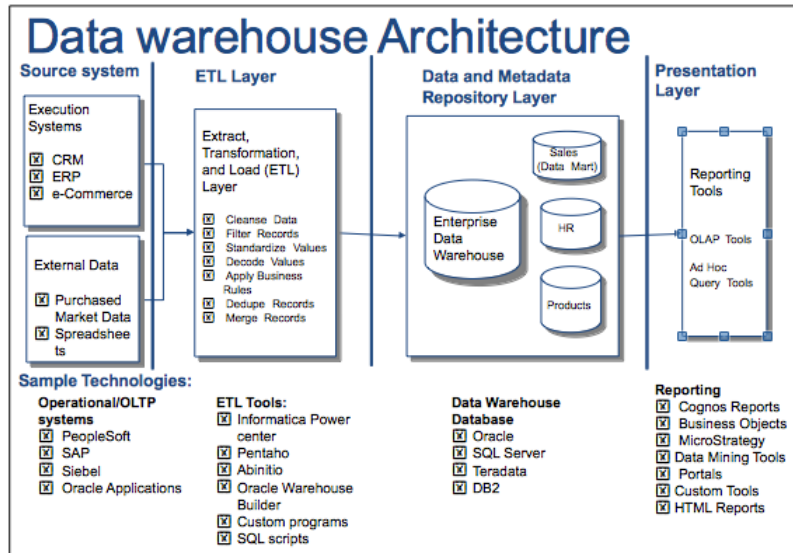 Data warehouse Architecture
Source system
ETL Layer
Data and Metadata
Repository Layer
Presentation
Layer
Execution
Systems
CRM
ERP
e-Commerce
External Data
Purchased
Market Data
Spreadshee
ts
Extract,
Transformation,
and Load (ETL)
Layer
Cleanse Data
Filter Records
Standardize Values
Decode Values
Apply Business
Rules
Dedupe Records
Merge Records
Enterprise
Data
Warehouse
Sales
(Data Mart)
HR
Products
Reporting
Tools
OLAP Tools
Ad Hoc
Query Tools
Sample Technologies:
Operational/OLTP
systems
PeopleSoft
SAP
Siebel
Oracle Applications
ETL Tools:
Informatica Power
center
Pentaho
Abinitio
Oracle Warehouse
Builder
Custom programs
SQL scripts
Data Warehouse
Database
Oracle
SQL Server
Teradata
DB2
Reporting
Cognos Reports
Business Objects
MicroStrategy
Data Mining Tools
Portals
Custom Tools
HTML Reports